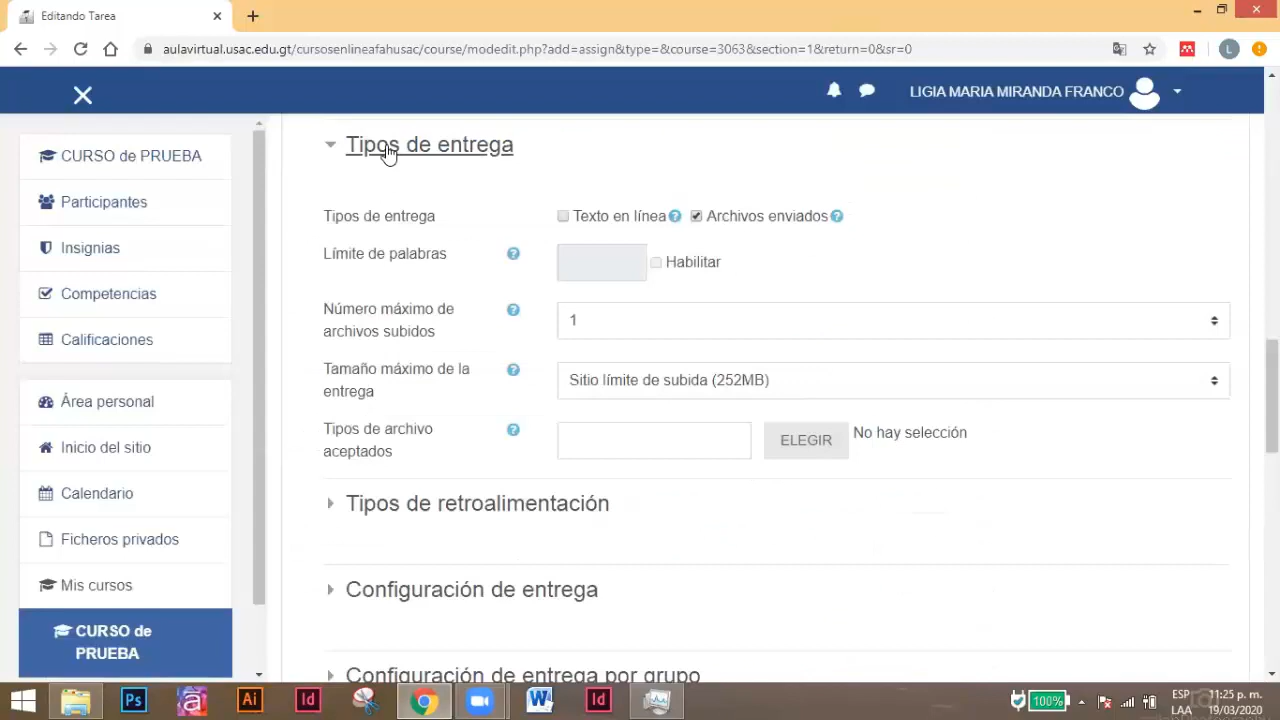 Editando Tarea
aulavirtual.usac.edu.gt/cursosenlineafahusac/course/modedit.php?add=assign&type=&course=3063&section=1&return=0&sr=0
L
LIGIA MARIA MIRANDA FRANCO
CURSO de PRUEBA
Participantes
Insignias
Competencias
Calificaciones
Área personal
Inicio del sitio
Calendario
Ficheros privados
Mis cursos
CURSO de
PRUEBA
Tipos de entrega
Tipos de entrega
Texto en línea
Archivos enviados
Límite de palabras
Habilitar
Número máximo de
archivos subidos
1
Tamaño máximo de la
entrega
Sitio límite de subida (252MB)
Tipos de archivo
aceptados
ELEGIR
No hay selección
Tipos de retroalimentación
Configuración de entrega
Configuración de entrega por grupo
Ps
a
Ai
Id
W
Id
100%
ESP
LAA
11:25 p. m.
19/03/2020